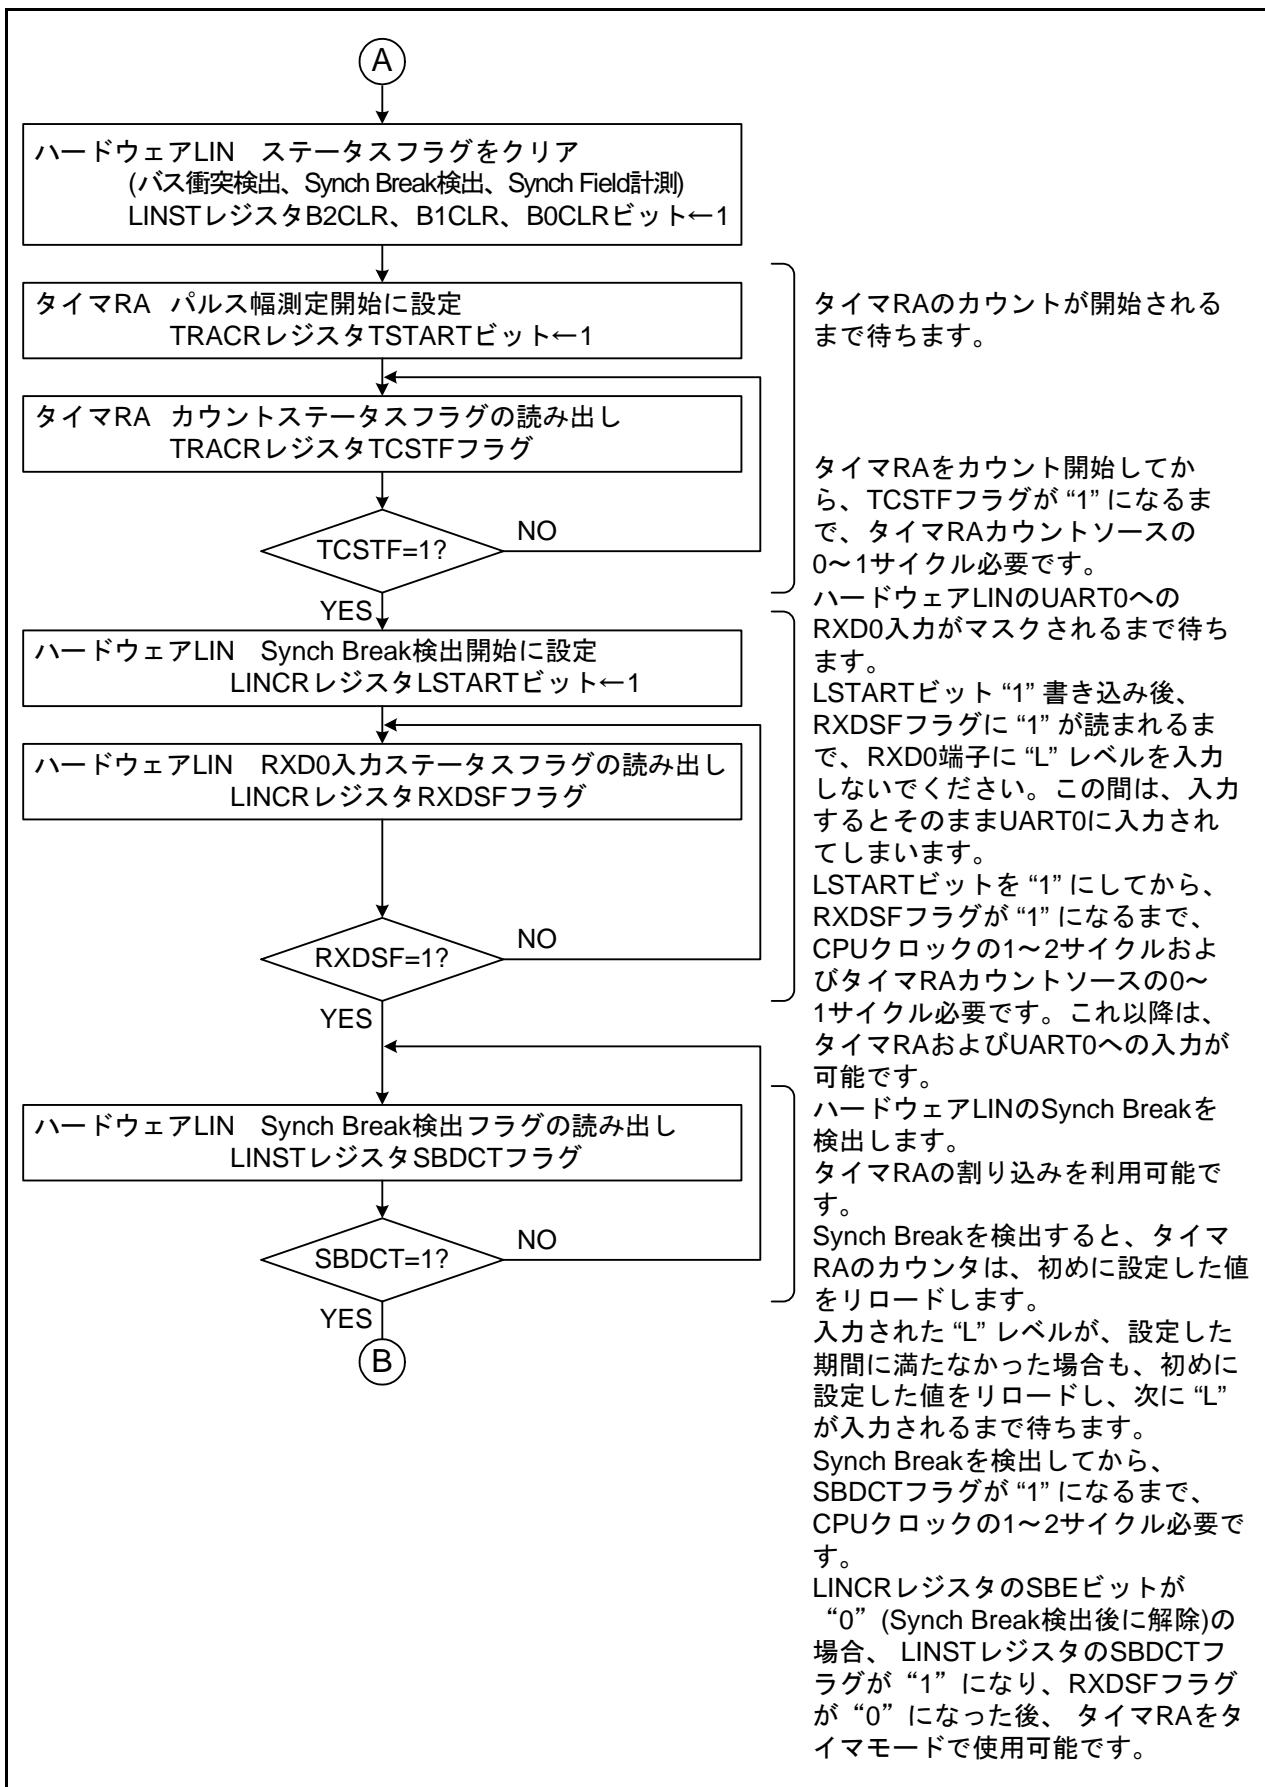 A
ハードウェアLIN　ステータスフラグをクリア
(バス衝突検出、Synch Break検出、Synch Field計測)
LINSTレジスタB2CLR、B1CLR、B0CLRビット←1
タイマRA　パルス幅測定開始に設定
TRACRレジスタTSTARTビット←1
タイマRA　カウントステータスフラグの読み出し
TRACRレジスタTCSTFフラグ
TCSTF=1?
NO
YES
ハードウェアLIN　Synch Break検出開始に設定
LINCRレジスタLSTARTビット←1
ハードウェアLIN　RXD0入力ステータスフラグの読み出し
LINCRレジスタRXDSFフラグ
RXDSF=1?
NO
YES
ハードウェアLIN　Synch Break検出フラグの読み出し
LINSTレジスタSBDCTフラグ
SBDCT=1?
NO
YES
B
タイマRAのカウントが開始される
まで待ちます。
タイマRAをカウント開始してか
ら、TCSTFフラグが “1” になるま
で、タイマRAカウントソースの
0～1サイクル必要です。
ハードウェアLINのUART0への
RXD0入力がマスクされるまで待ち
ます。
LSTARTビット “1” 書き込み後、
RXDSFフラグに “1” が読まれるま
で、RXD0端子に “L” レベルを入力
しないでください。この間は、入力
するとそのままUART0に入力され
てしまいます。
LSTARTビットを “1” にしてから、
RXDSFフラグが “1” になるまで、
CPUクロックの1～2サイクルおよ
びタイマRAカウントソースの0～
1サイクル必要です。これ以降は、
タイマRAおよびUART0への入力が
可能です。
ハードウェアLINのSynch Breakを
検出します。
タイマRAの割り込みを利用可能で
す。
Synch Breakを検出すると、タイマ
RAのカウンタは、初めに設定した値
をリロードします。
入力された “L” レベルが、設定した
期間に満たなかった場合も、初めに
設定した値をリロードし、次に “L”
が入力されるまで待ちます。
Synch Breakを検出してから、
SBDCTフラグが “1” になるまで、
CPUクロックの1～2サイクル必要で
す。
LINCRレジスタのSBEビットが
“0”(Synch Break検出後に解除)の
場合、 LINSTレジスタのSBDCTフ
ラグが“1”になり、RXDSFフラグ
が“0”になった後、 タイマRAをタ
イマモードで使用可能です。